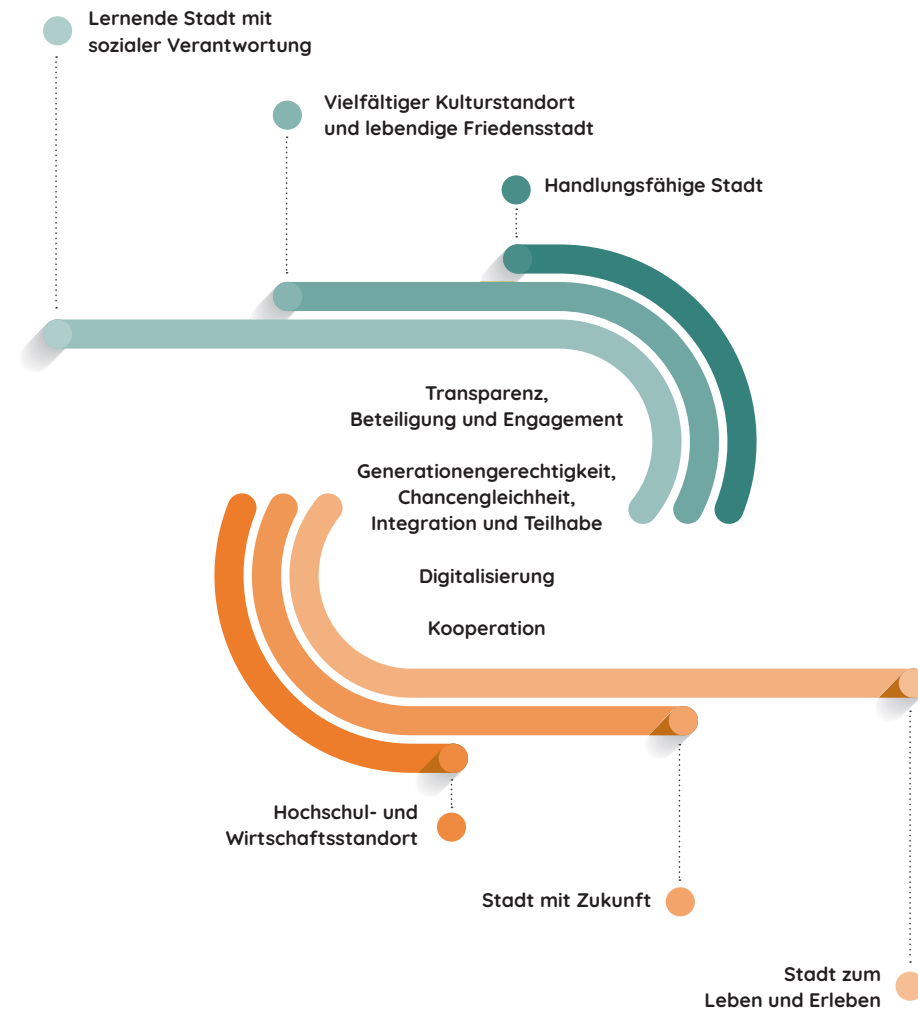 Lernende Stadt mit
sozialer Verantwortung
Vielfältiger Kulturstandort
und lebendige Friedensstadt
Handlungsfähige Stadt
Transparenz,
Beteiligung und Engagement
Generationengerechtigkeit,
Chancengleichheit,
Integration und Teilhabe
Digitalisierung
Kooperation
Hochschul- und
Wirtschaftsstandort
Stadt mit Zukunft
Stadt zum
Leben und Erleben